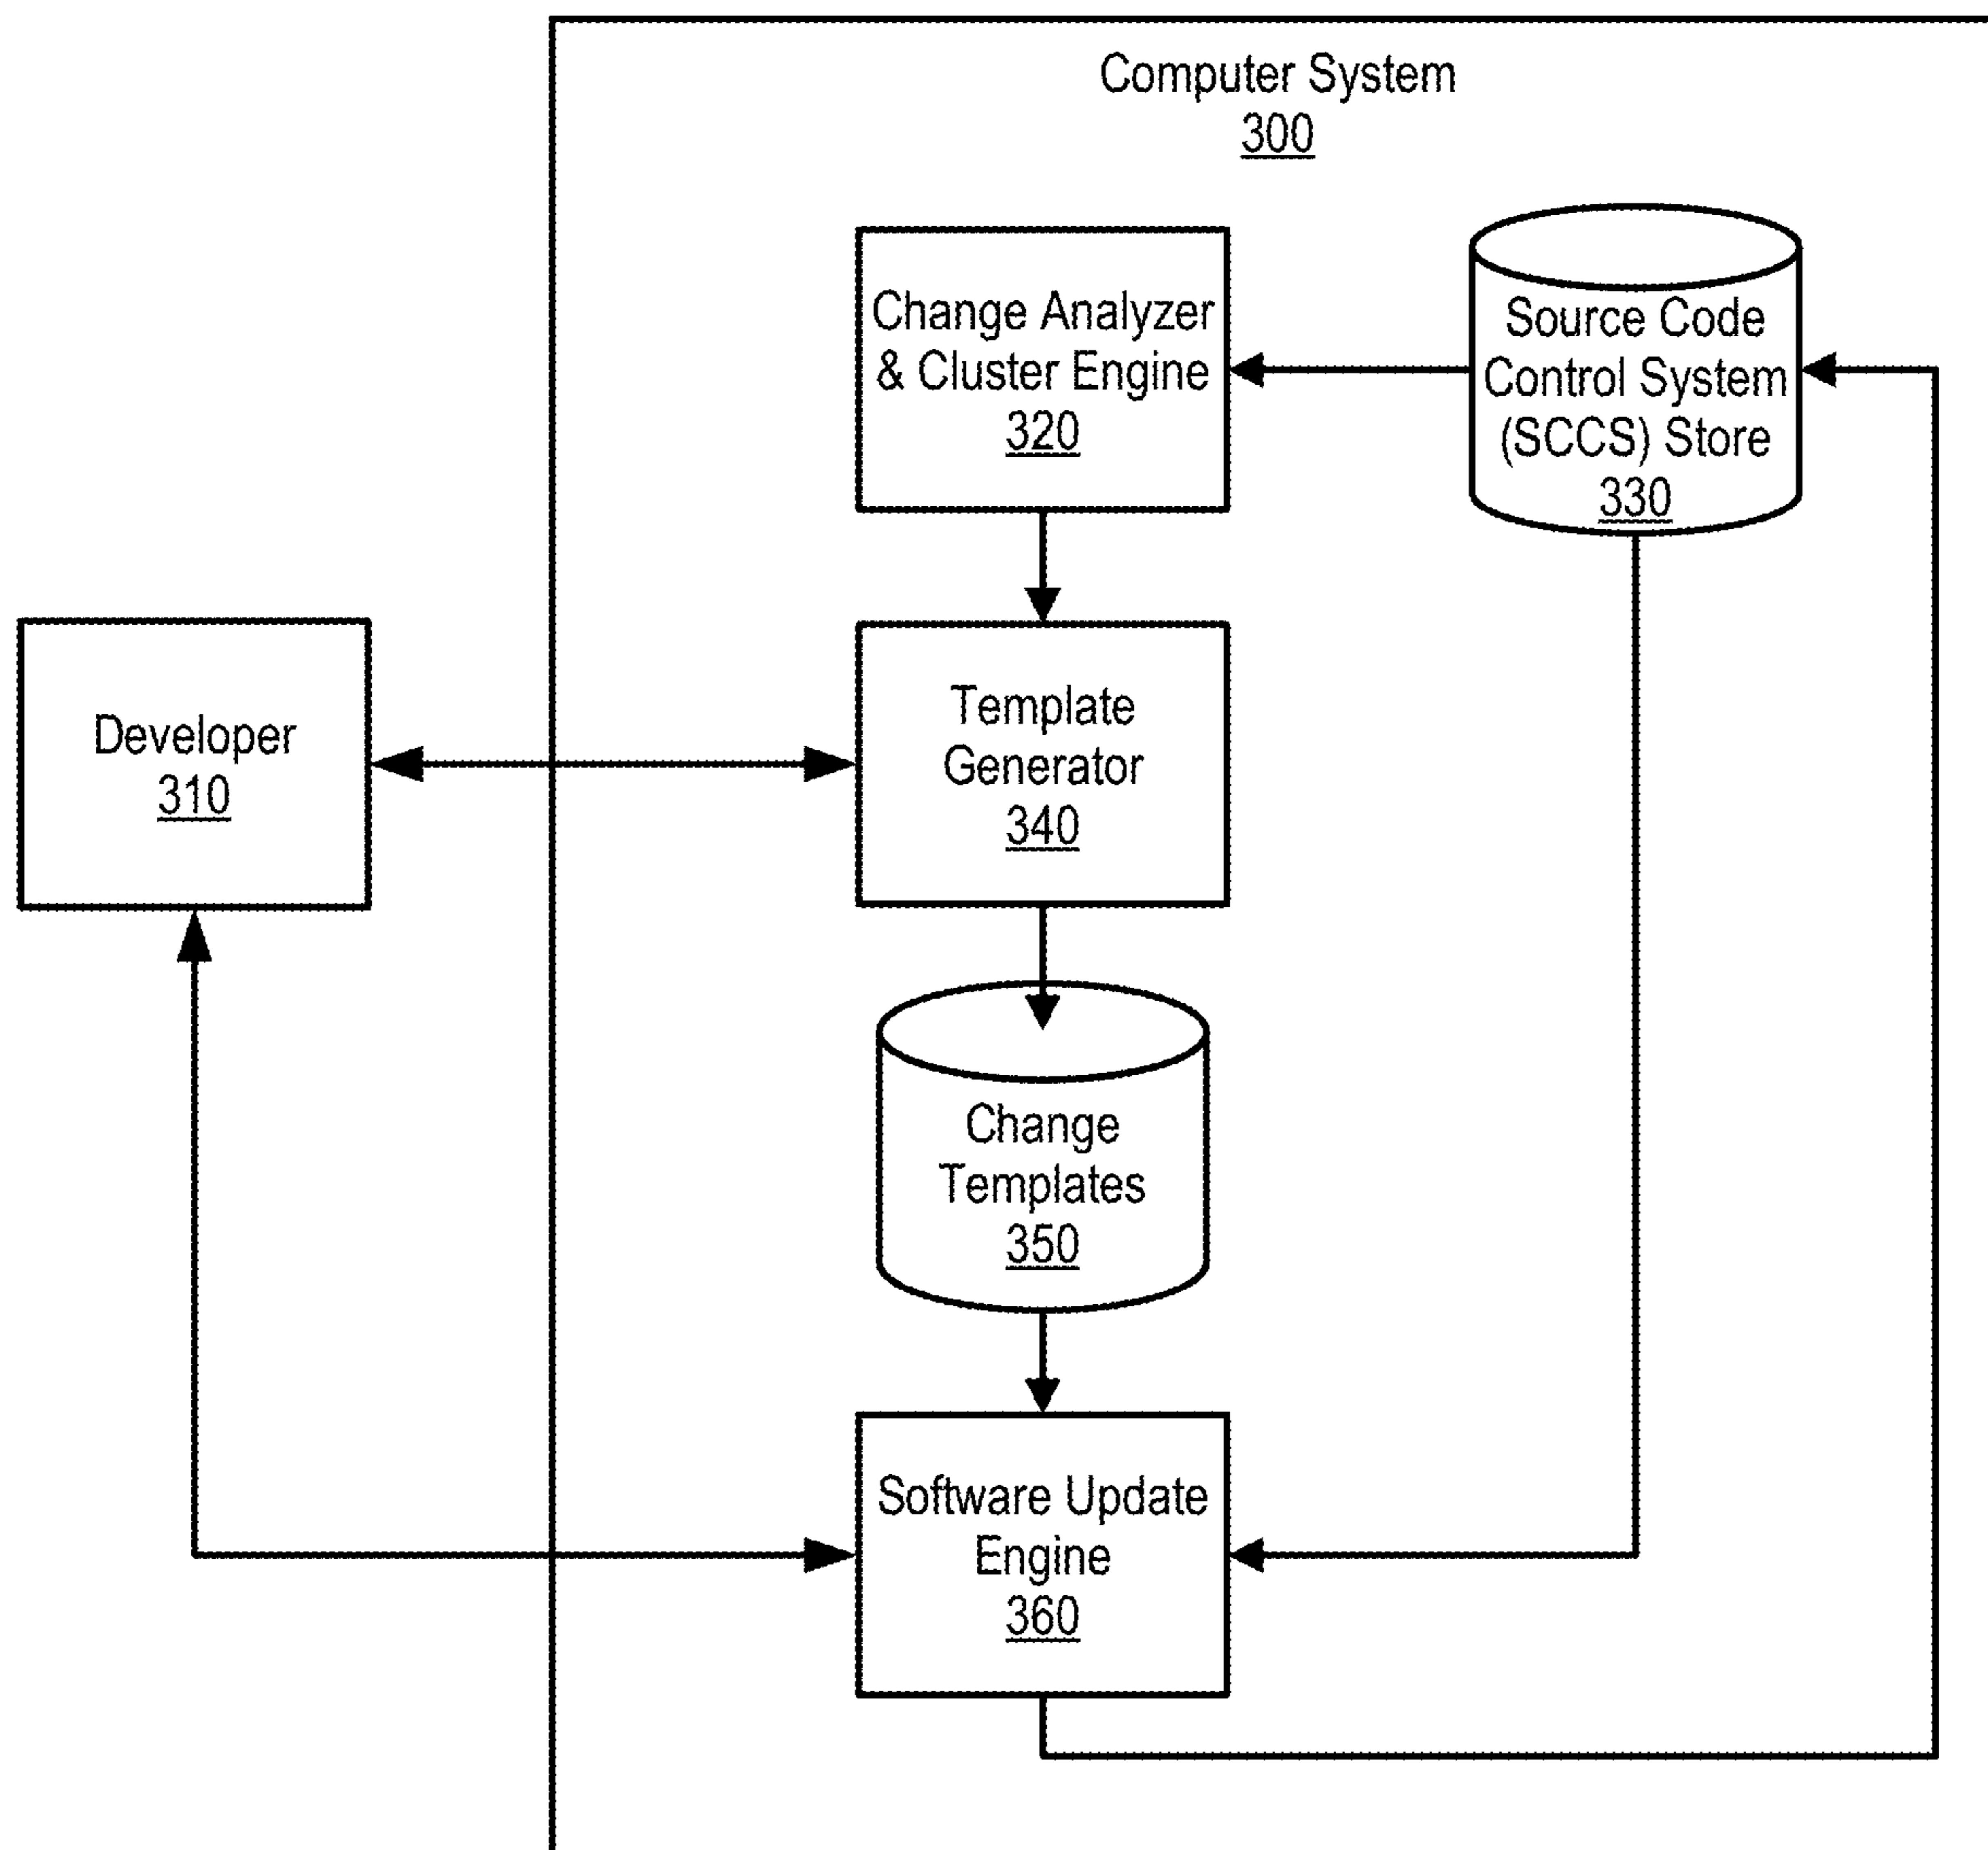 Computer System
300
Change Analyzer
& Cluster Engine
320
Source Code
Control System
(SCCS) Store
330
Developer
310
Template
Generator
340
Change
Templates
350
Software Update
Engine
360